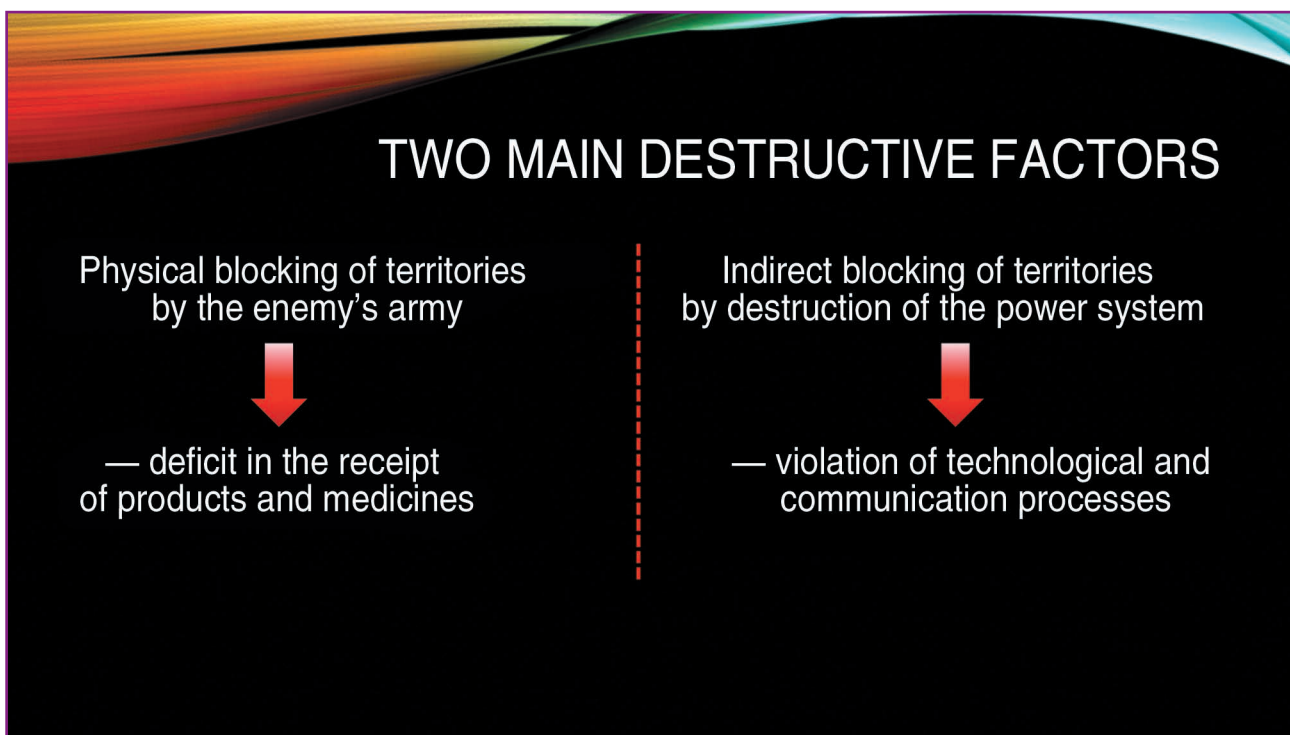 TWO MAIN DESTRUCTIVE FACTORS
Physical blocking of territories
by the enemy’s army
— deficit in the receipt
of products and medicines
Indirect blocking of territories
by destruction of the power system
— violation of technological and
communication processes